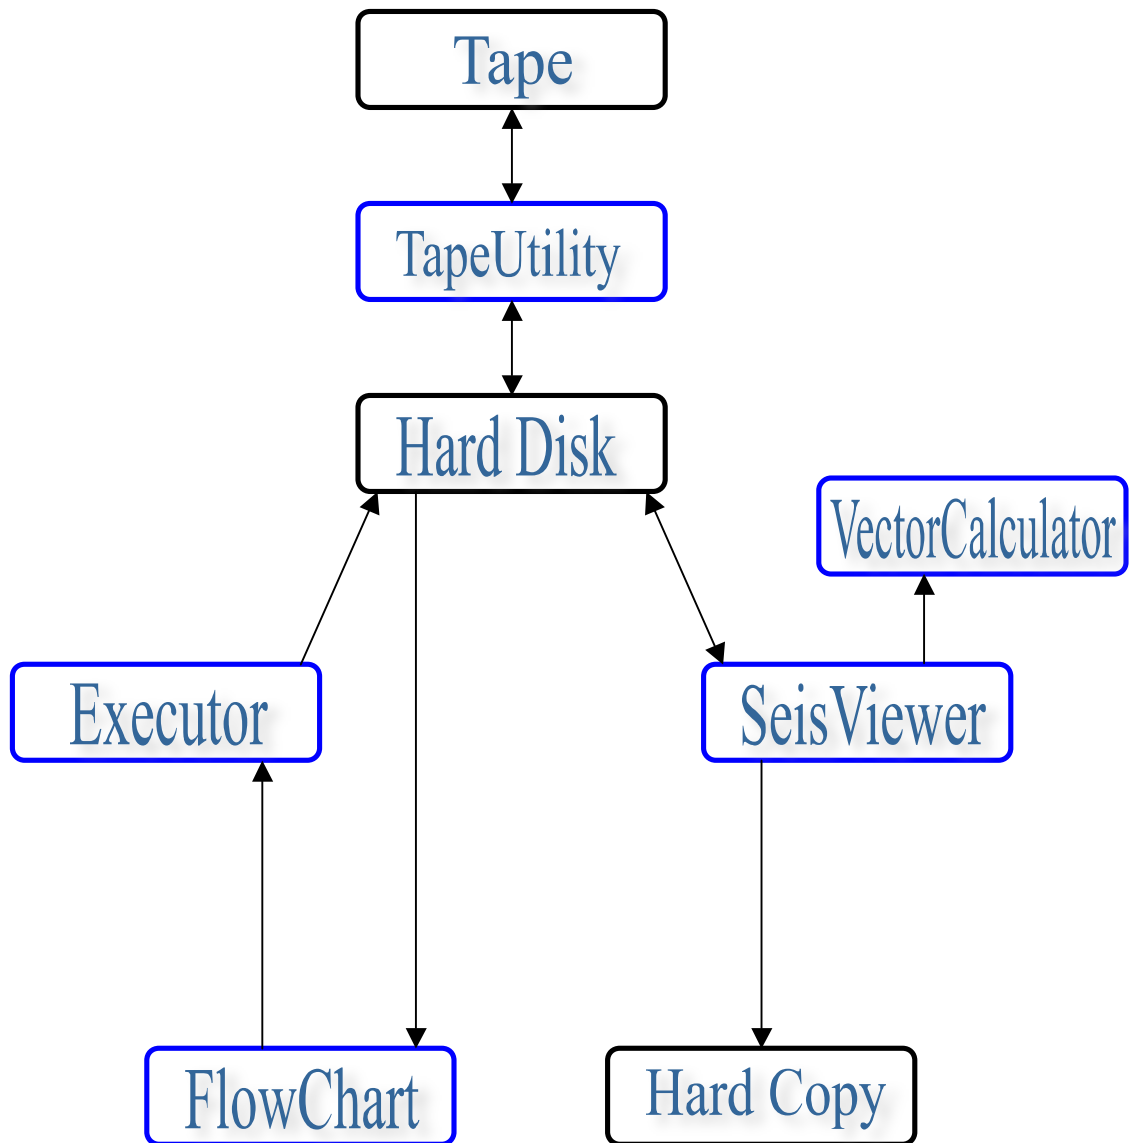 Tape
TapeUtility
Hard Disk
VectorCalculator
Executor
SeisViewer
FlowChart
Hard Copy